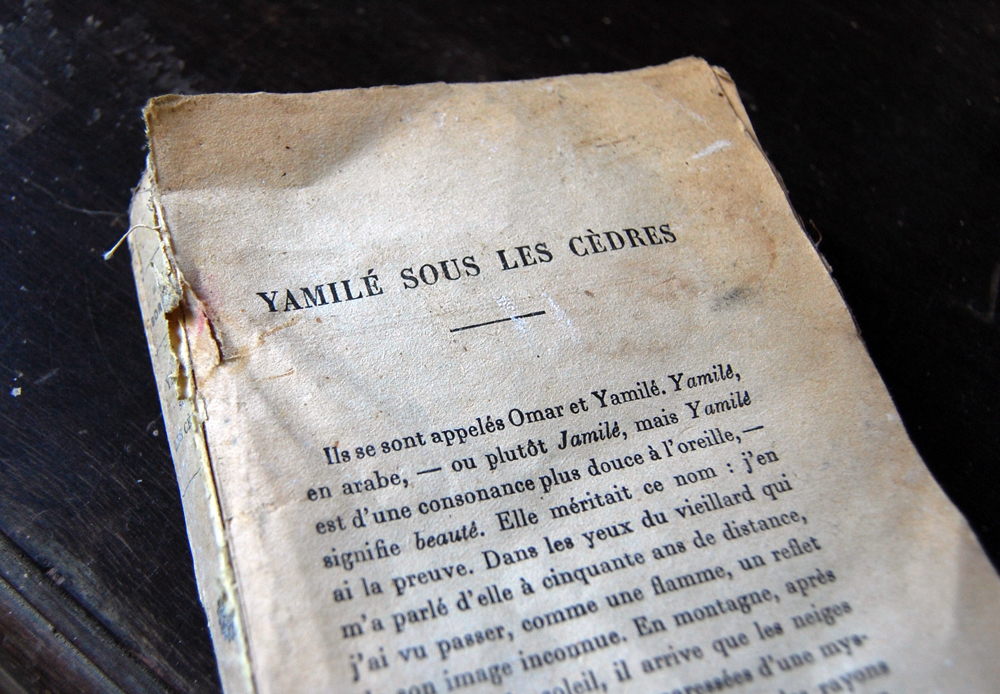 YAMILÉ SOUS LES CÈDRES
Ils se sont appelés Omar et Yamilé. Yamilé,
en arabe, — ou plutôt Jamilé, mais Yamilé
est d'une consonance plus douce à l'oreille, —
signifie beauté. Elle méritait ce nom : j'en
ai la preuve. Dans les yeux du vieillard qui
m'a parlé d'elle à cinquante ans de distance,
j'ai vu passer, comme une flamme, un reflet
son image inconnue. En montagne, après
soleil, il arrive que les neiges
d'une mys-
rayons